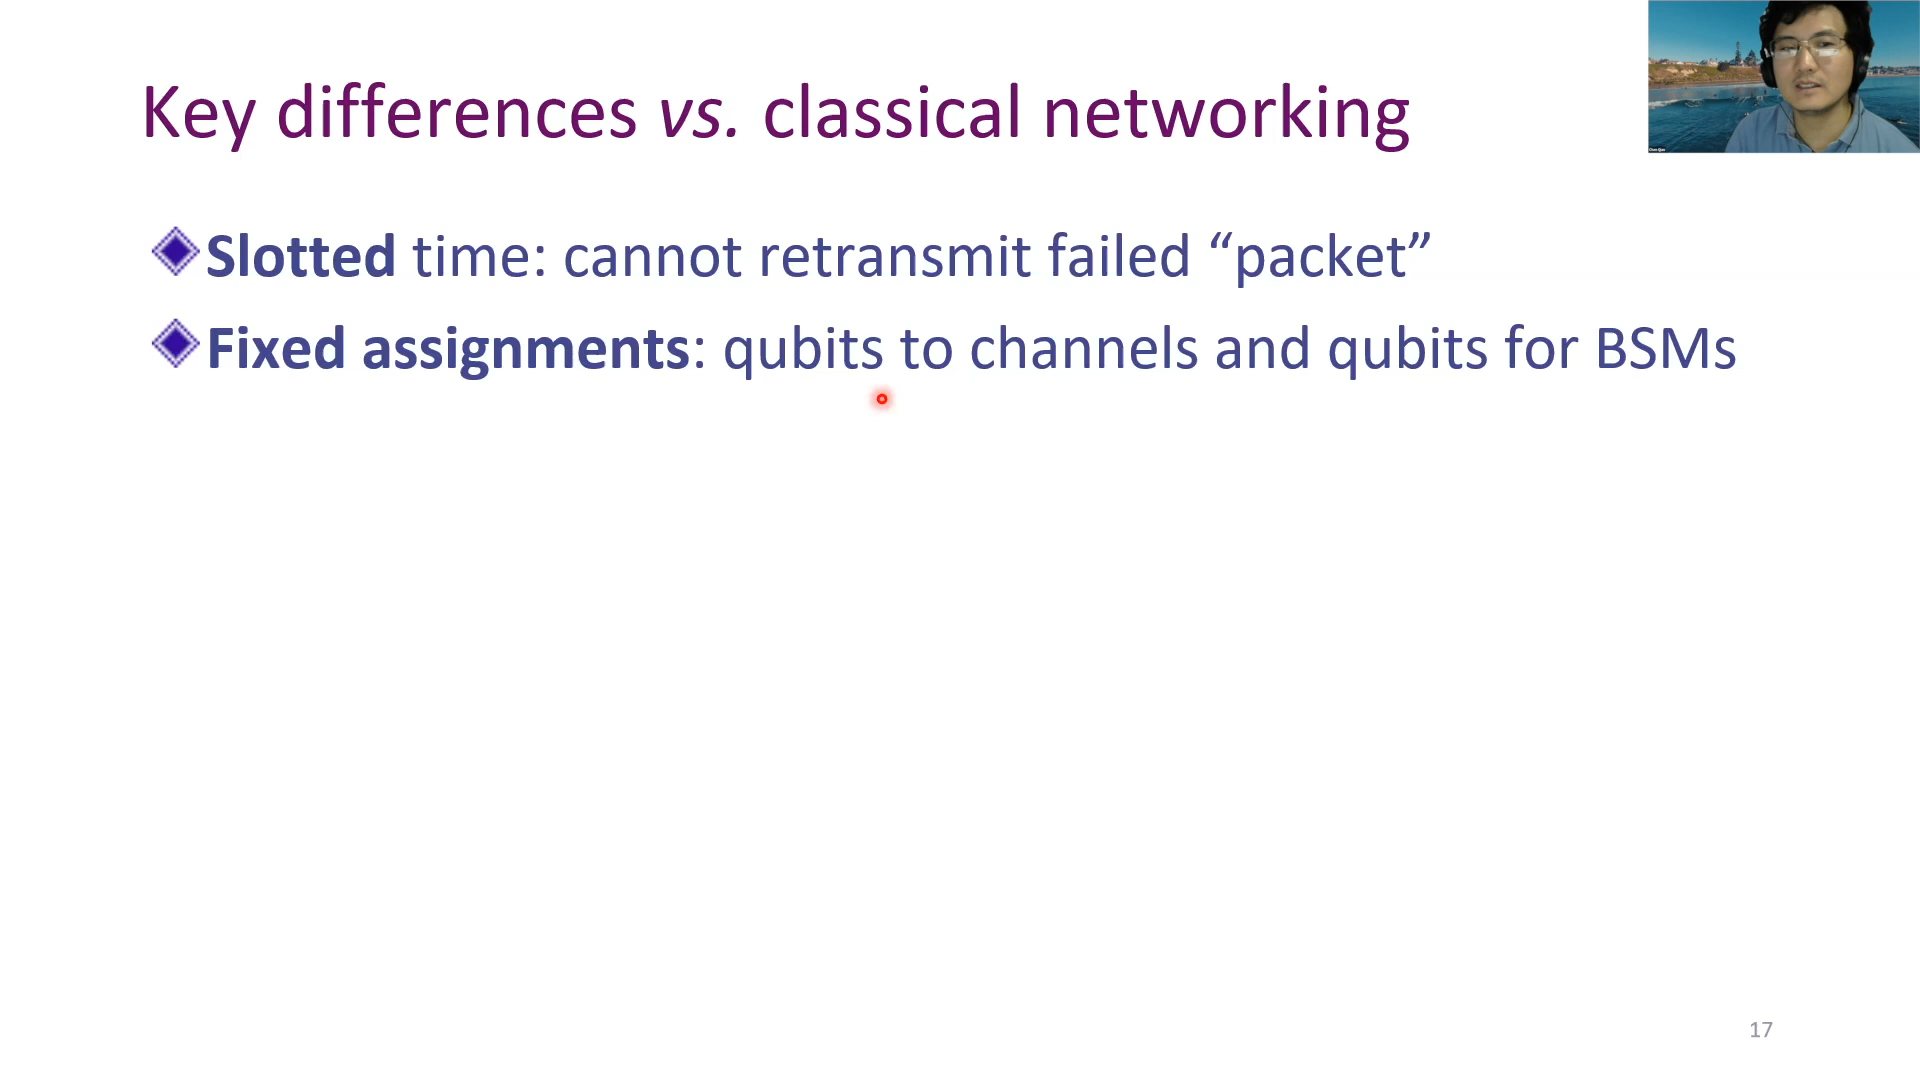 Key differences vs. classical networking
Slotted time: cannot retransmit failed “packet”
Fixed assignments: qubits to channels and qubits for BSMs
17